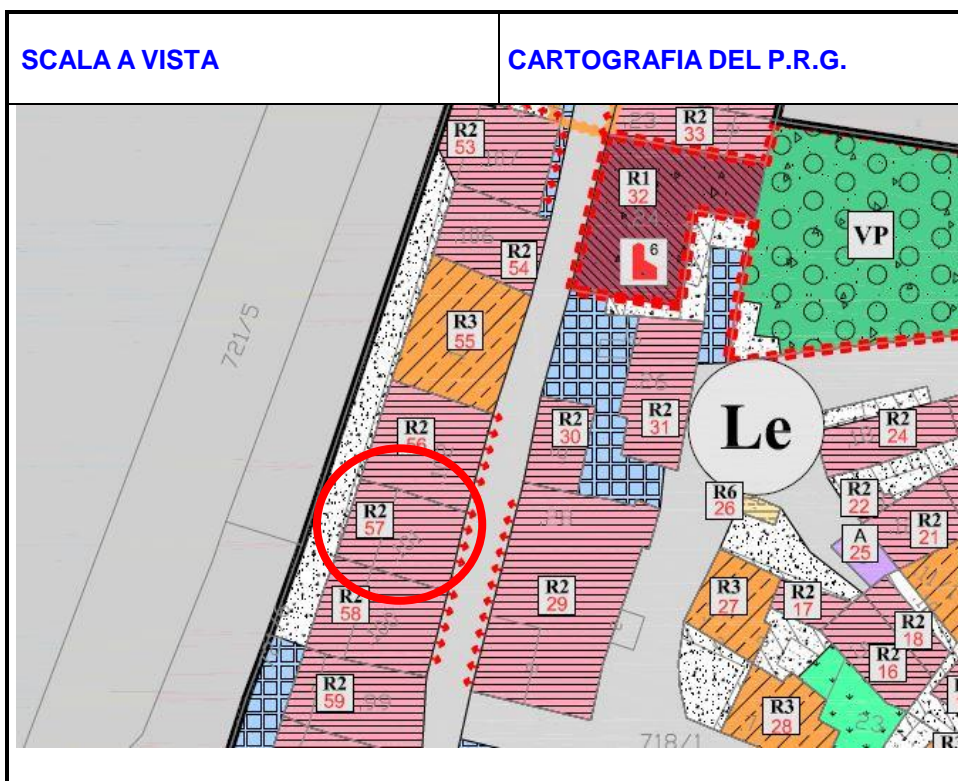 SCALA A VISTA
CARTOGRAFIA DEL P.R.G.
R2
53
R2
33
R1
32
6
VP
R2
54
721/5
R3
55
Le
R2
56
R2
30
R2
31
R2
24
R2
57
R6
26
R2
22
R2
21
A
25
R2
58
R2
29
R3
27
R2
17
R2
18
R2
16
R2
59
99
R3
28
23
718/1